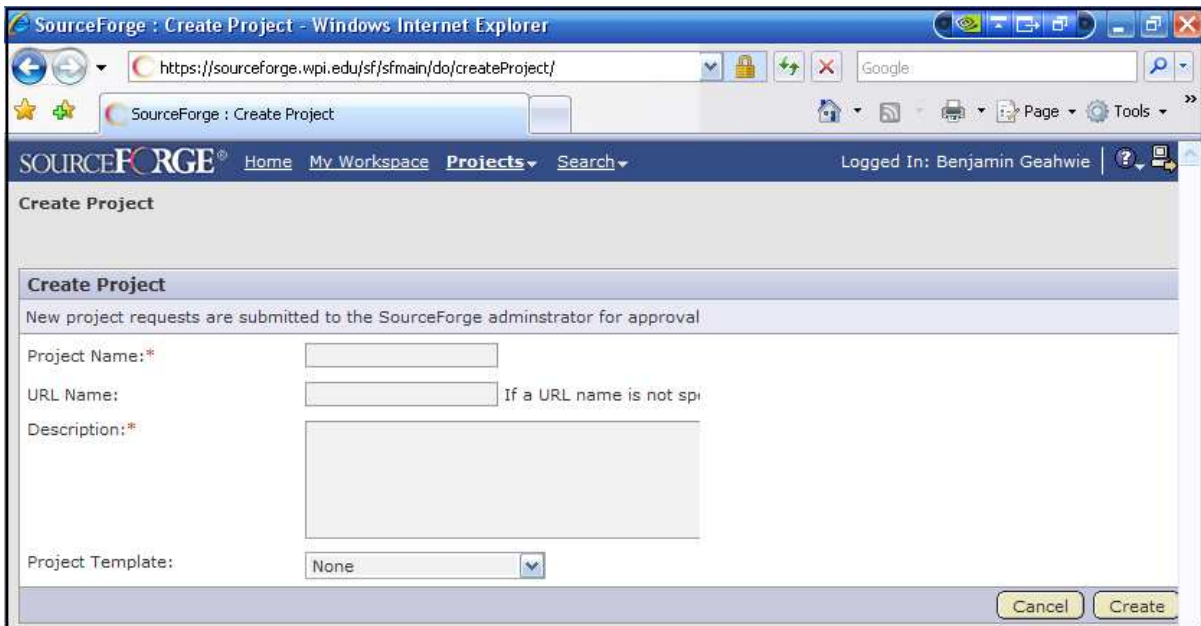 SourceForge : Create Project - Windows Internet Explorer
https://sourceforge.wpi.edu/sf/sfmain/do/createProject/
Google
SourceForge : Create Project
Page
Tools
»
SOURCEFORGE® Home My Workspace Projects Search Logged In: Benjamin Geahwie | ?
Create Project
Create Project
New project requests are submitted to the SourceForge adminstrator for approval
Project Name:*
URL Name: If a URL name is not spe
Description:*
Project Template: None
Cancel Create